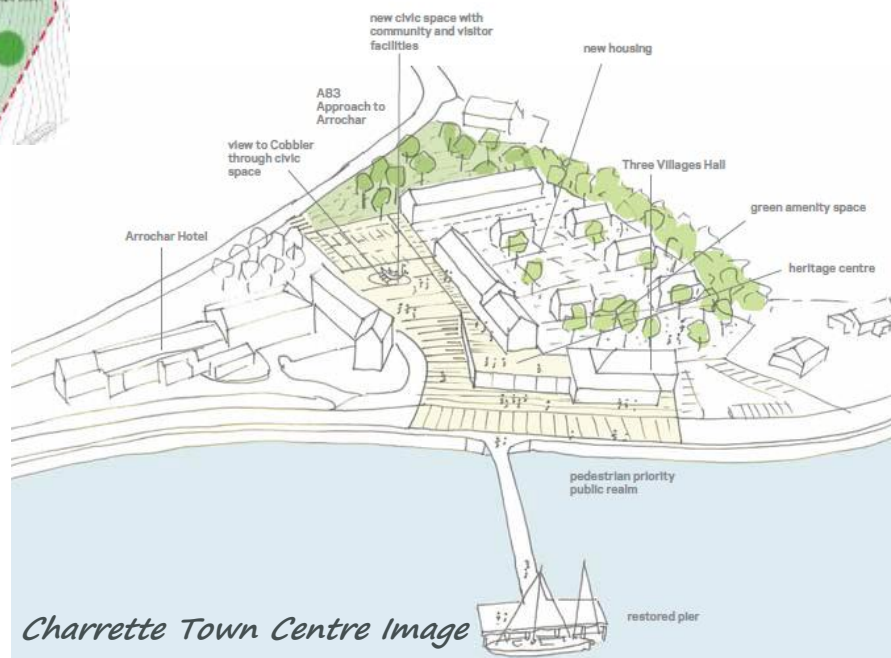 new civic space with
community and visitor
facilities
new housing
A83
Approach to
Arrochar
view to Cobbler
through civic
space
Three Villages Hall
green amenity space
Arrochar Hotel
heritage centre
pedestrian priority
public realm
restored pier
Charrette Town Centre Image